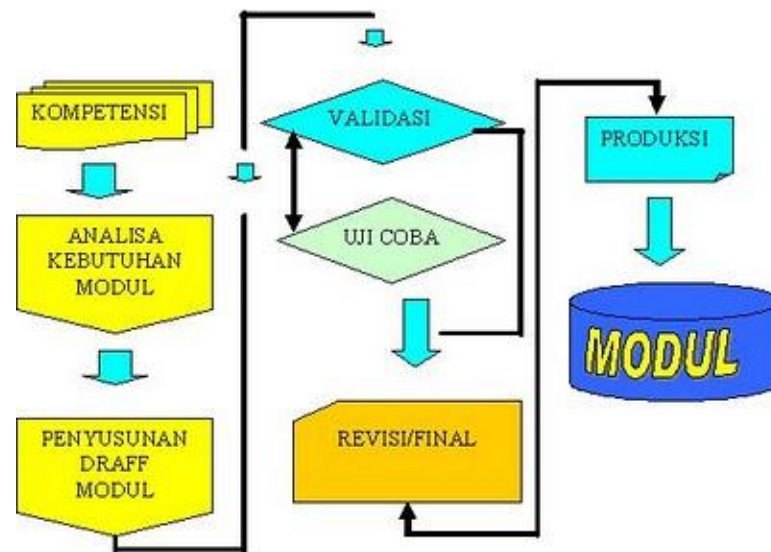 KOMPETENSI
ANALISA
KEBUTUHAN
MODUL
PENYUSUNAN
DRAFF
MODUL
VALIDASI
UJI COBA
REVISI/FINAL
PRODUKSI
MODUL